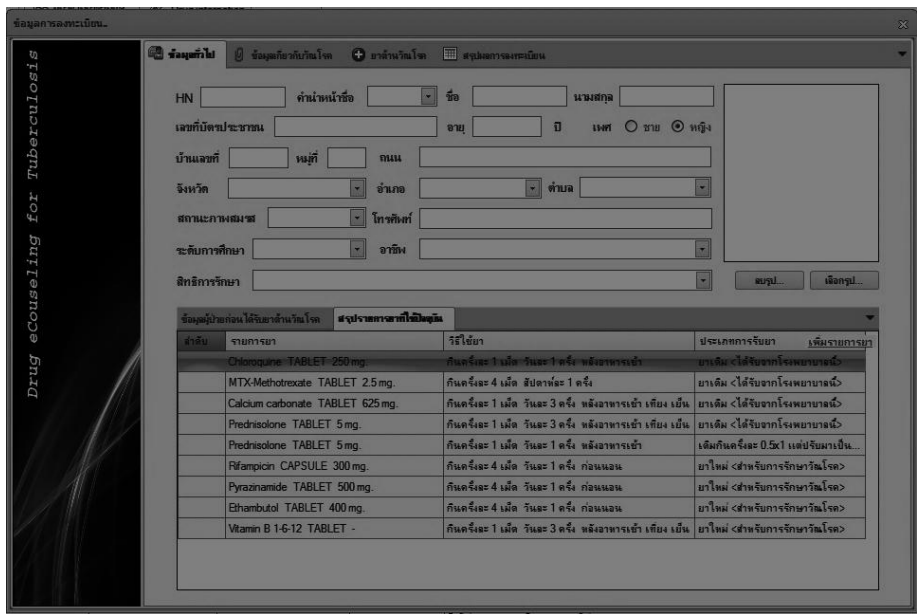 ข้อมูลการลงทะเบียน..
Drug eCouseling for Tuberculosis
ข้อมูลทั่วไป ข้อมูลเกี่ยวกับวัณโรค ยาต้านวัณโรค สรุปผลการลงทะเบียน
HN คำนำหน้าชื่อ ชื่อ นามสกุล
เลขที่บัตรประชาชน อายุ ปี เพศ ชาย หญิง
บ้านเลขที่ หมู่ที่ ถนน
จังหวัด อำเภอ ตำบล
สถานะภาพสมรส โทรศัพท์
ระดับการศึกษา อาชีพ
สิทธิการรักษา ลบรูป... เลือกรูป...
ข้อมูลผู้ป่วยก่อนได้รับยาต้านวัณโรค สรุปรายการยาที่ใช้ปัจจุบัน
ลำดับ รายการยา วิธีใช้ยา ประเภทการรับยา เพิ่มรายการยา
Chloroquine TABLET 250 mg. กินครั้งละ 1 เม็ด วันละ 1 ครั้ง หลังอาหารเช้า ยาเดิม <ได้รับจากโรงพยาบาลนี้>
MTX-Methotrexate TABLET 2.5 mg. กินครั้งละ 4 เม็ด สัปดาห์ละ 1 ครั้ง ยาเดิม <ได้รับจากโรงพยาบาลนี้>
Calcium carbonate TABLET 625 mg. กินครั้งละ 1 เม็ด วันละ 3 ครั้ง หลังอาหารเช้า เที่ยง เย็น ยาเดิม <ได้รับจากโรงพยาบาลนี้>
Prednisolone TABLET 5 mg. กินครั้งละ 1 เม็ด วันละ 3 ครั้ง หลังอาหารเช้า เที่ยง เย็น ยาเดิม <ได้รับจากโรงพยาบาลนี้>
Prednisolone TABLET 5 mg. กินครั้งละ 1 เม็ด วันละ 1 ครั้ง หลังอาหารเช้า เดิมกินครั้งละ 0.5x1 แต่ปรับมาเป็น...
Rifampicin CAPSULE 300 mg. กินครั้งละ 4 เม็ด วันละ 1 ครั้ง ก่อนนอน ยาใหม่ <สำหรับการรักษาวัณโรค>
Pyrazinamide TABLET 500 mg. กินครั้งละ 4 เม็ด วันละ 1 ครั้ง ก่อนนอน ยาใหม่ <สำหรับการรักษาวัณโรค>
Ethambutol TABLET 400 mg. กินครั้งละ 1 เม็ด วันละ 1 ครั้ง ก่อนนอน ยาใหม่ <สำหรับการรักษาวัณโรค>
Vitamin B 1-6-12 TABLET - กินครั้งละ 1 เม็ด วันละ 3 ครั้ง หลังอาหารเช้า เที่ยง เย็น ยาใหม่ <สำหรับการรักษาวัณโรค>